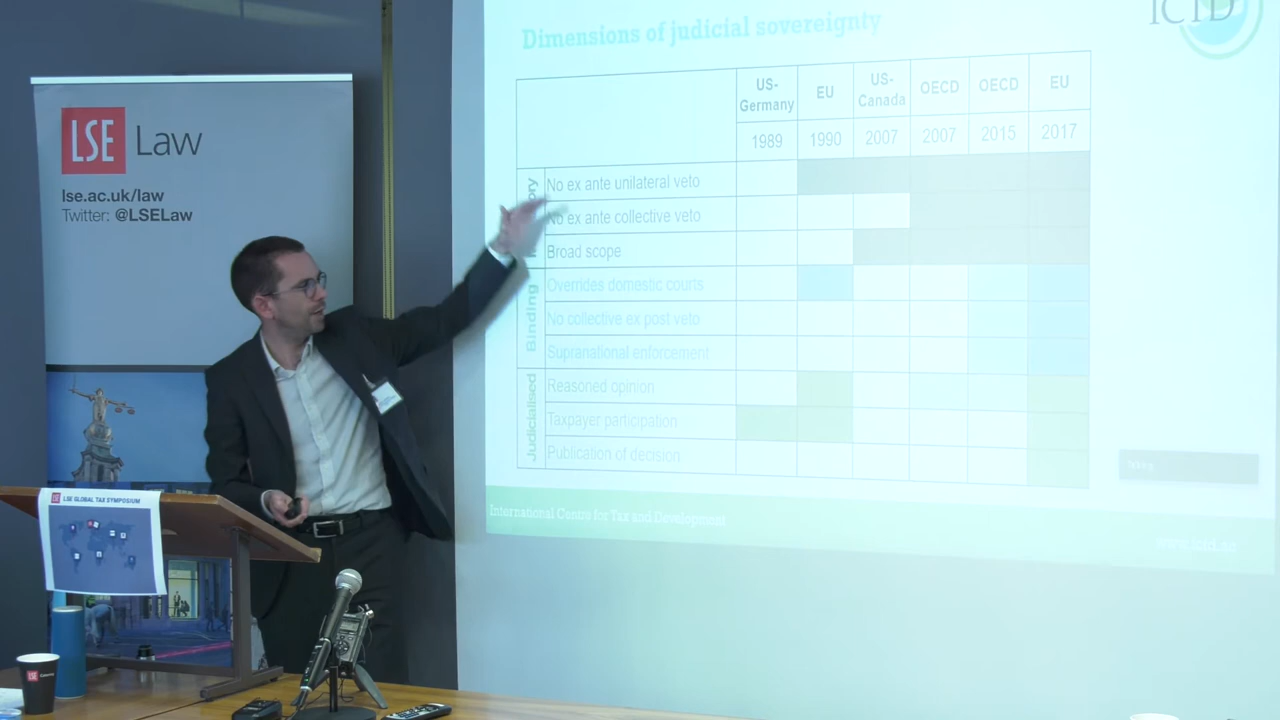 LSE Law
lse.ac.uk/law
Twitter: @LSELaw
LSE GLOBAL TAX SYMPOSIUM
LSE
Dimensions of judicial sovereignty
ICTD
US-Germany EU US-Canada OECD OECD EU
1989 1990 2007 2007 2015 2017
No ex ante unilateral veto
No ex ante collective veto
Broad scope
Binding
Overrides domestic courts
No collective ex post veto
Supranational enforcement
Judicialised
Reasoned opinion
Taxpayer participation
Publication of decision
International Centre for Tax and Development